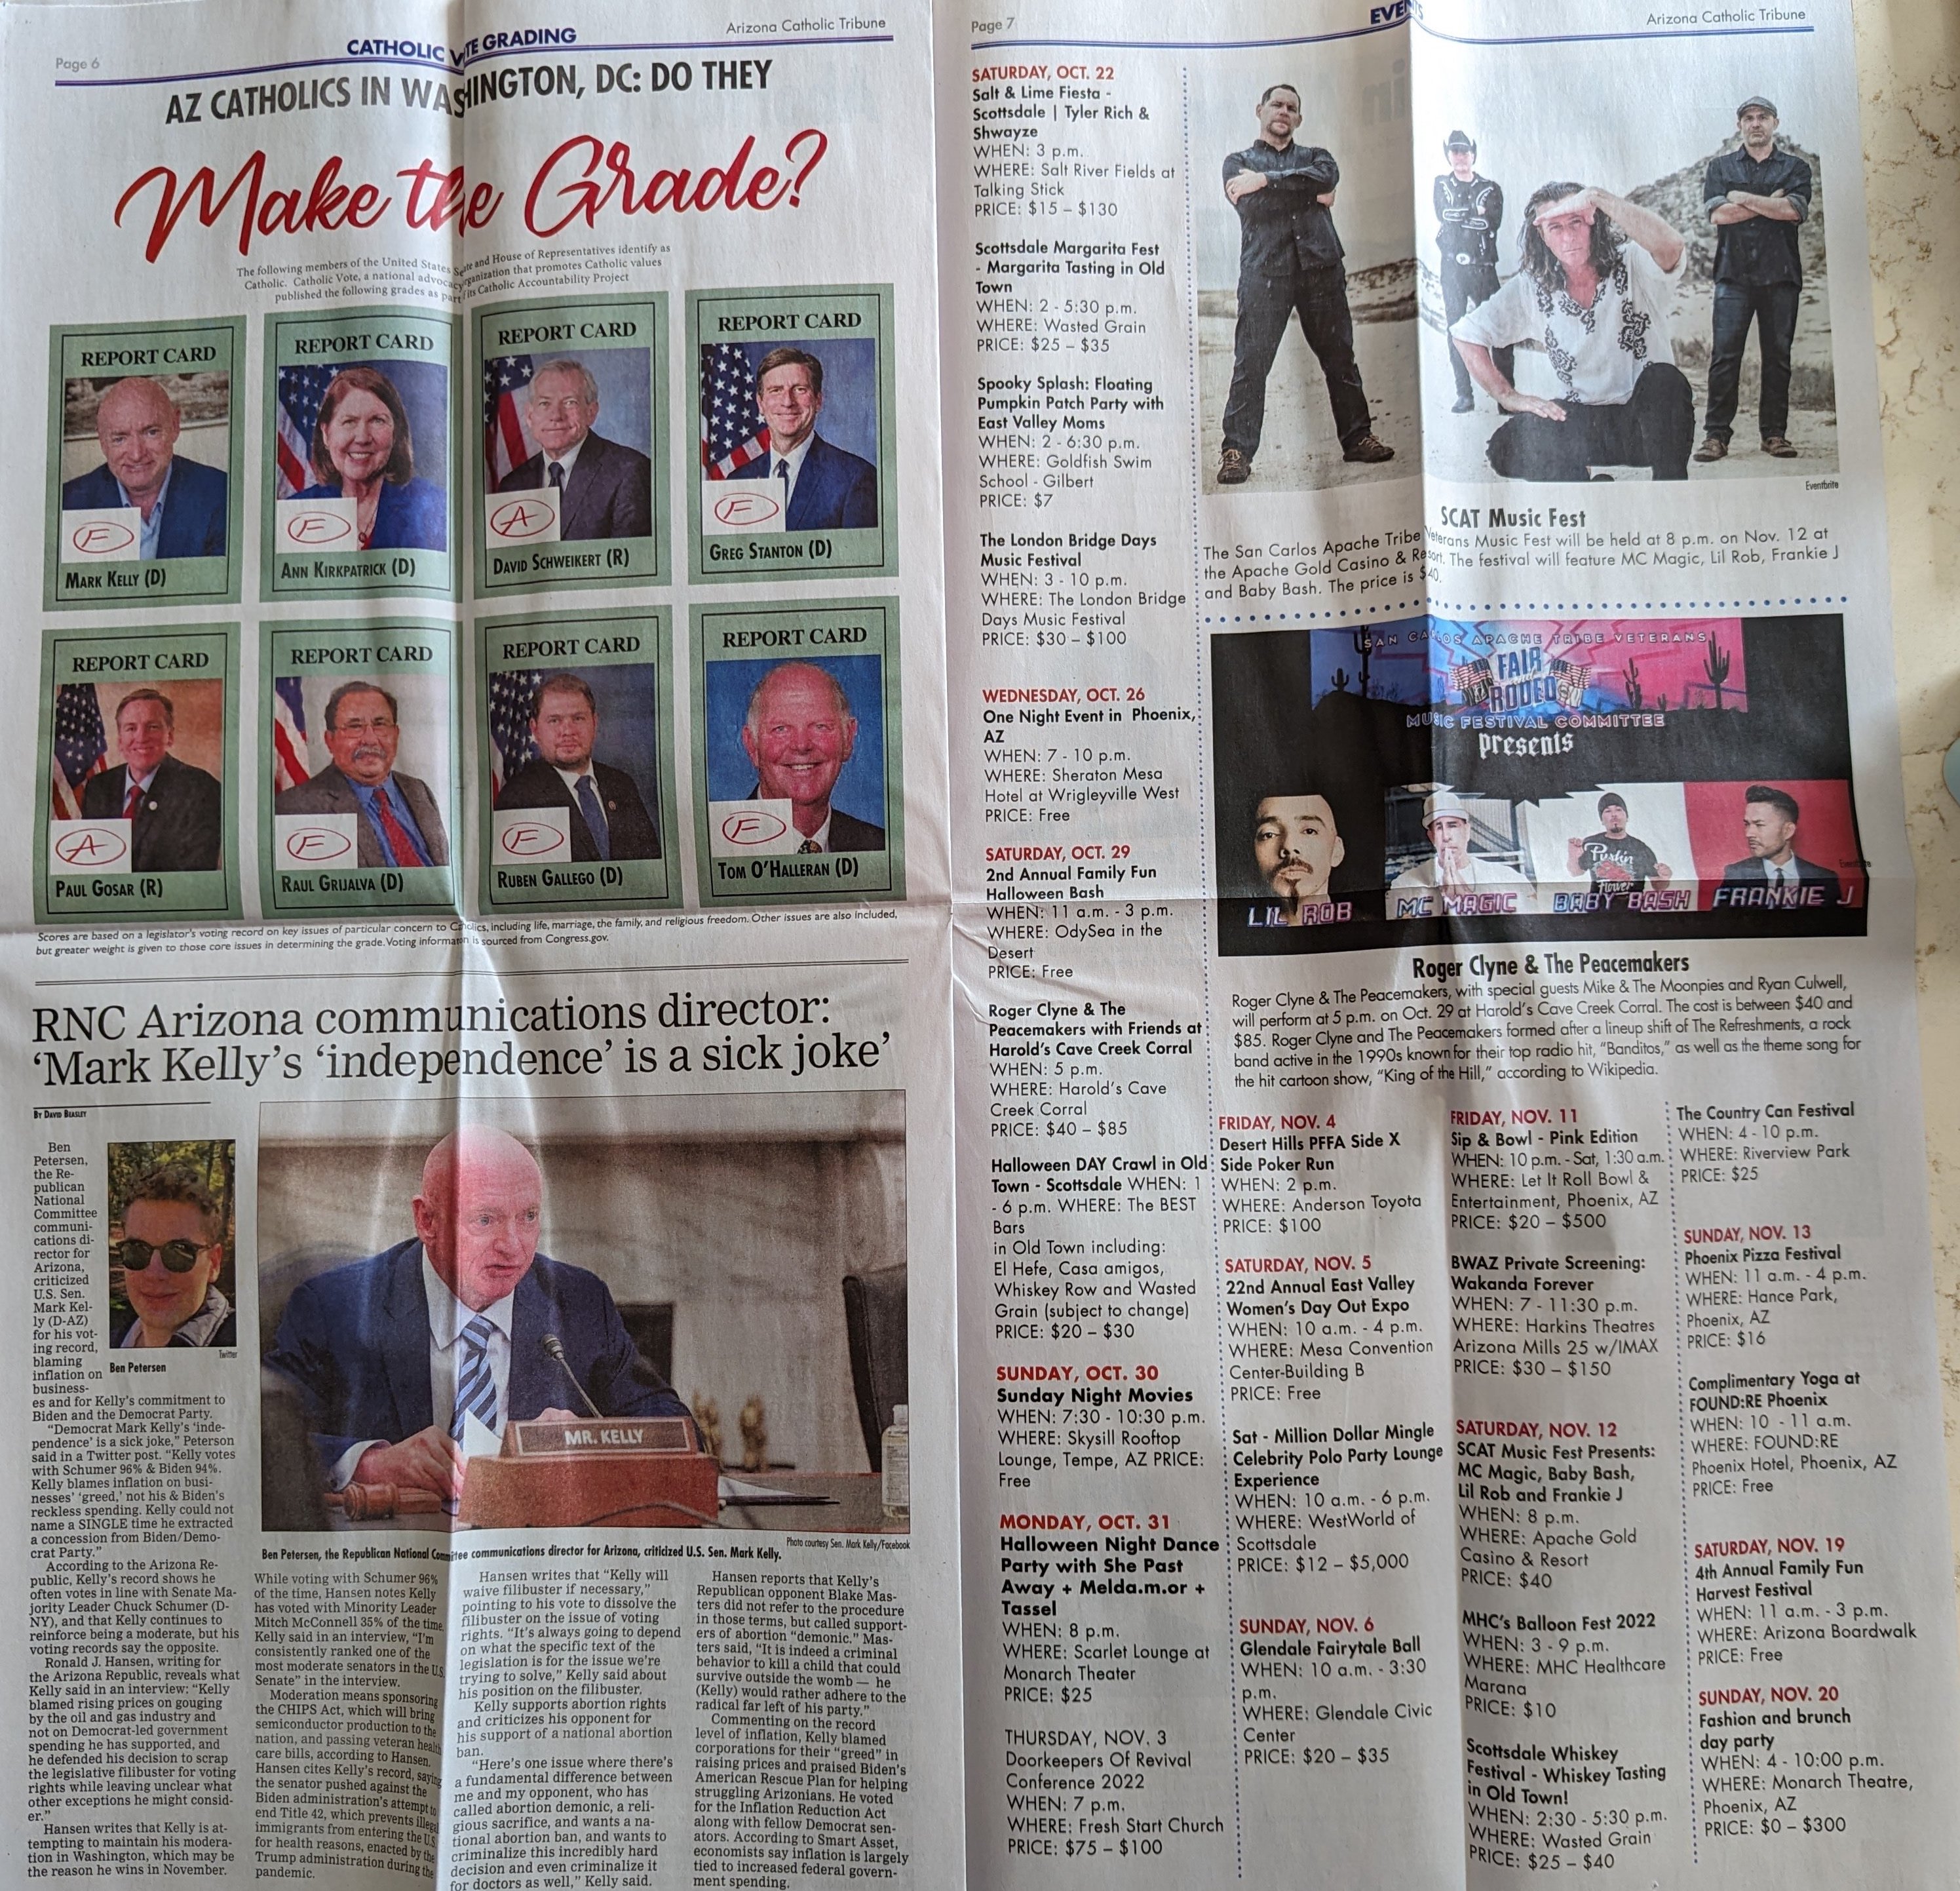 Page 6
CATHOLIC VOTE GRADING
Arizona Catholic Tribune
AZ CATHOLICS IN WASHINGTON, DC: DO THEY
Make the Grade?
The following members of the United States Senate and House of Representatives identify as
Catholic. Catholic Vote, a national advocacy organization that promotes Catholic values
published the following grades as part of its Catholic Accountability Project
REPORT CARD
F
MARK KELLY (D)
REPORT CARD
F
ANN KIRKPATRICK (D)
REPORT CARD
A
DAVID SCHWEIKERT (R)
REPORT CARD
F
GREG STANTON (D)
REPORT CARD
A
PAUL GOSAR (R)
REPORT CARD
F
RAUL GRIJALVA (D)
REPORT CARD
F
RUBEN GALLEGO (D)
REPORT CARD
F
TOM O'HALLERAN (D)
Scores are based on a legislator's voting record on key issues of particular concern to Catholics, including life, marriage, the family, and religious freedom. Other issues are also included,
but greater weight is given to those core issues in determining the grade. Voting information is sourced from Congress.gov.
RNC Arizona communications director:
'Mark Kelly's 'independence' is a sick joke'
BY DAVID BEASLEY
Ben
Petersen,
the Re-
publican
National
Committee
communi-
cations di-
rector for
Arizona,
criticized
U.S. Sen.
Mark Kel-
ly (D-AZ)
for his vot-
ing record,
blaming
inflation on
business-
es and for Kelly's commitment to
Biden and the Democrat Party.
"Democrat Mark Kelly's 'inde-
pendence' is a sick joke," Peterson
said in a Twitter post. "Kelly votes
with Schumer 96% & Biden 94%.
Kelly blames inflation on busi-
nesses' 'greed,' not his & Biden's
reckless spending. Kelly could not
name a SINGLE time he extracted
a concession from Biden/Demo-
crat Party."
According to the Arizona Re-
public, Kelly's record shows he
often votes in line with Senate Ma-
jority Leader Chuck Schumer (D-
NY), and that Kelly continues to
reinforce being a moderate, but his
voting records say the opposite.
Ronald J. Hansen, writing for
the Arizona Republic, reveals what
Kelly said in an interview: "Kelly
blamed rising prices on gouging
by the oil and gas industry and
not on Democrat-led government
spending he has supported, and
he defended his decision to scrap
the legislative filibuster for voting
rights while leaving unclear what
other exceptions he might consid-
er."
Hansen writes that Kelly is at-
tempting to maintain his modera-
tion in Washington, which may be
the reason he wins in November.
Twitter
Ben Petersen
MR. KELLY
Photo courtesy Sen. Mark Kelly/Facebook
Ben Petersen, the Republican National Committee communications director for Arizona, criticized U.S. Sen. Mark Kelly.
While voting with Schumer 96%
of the time, Hansen notes Kelly
has voted with Minority Leader
Mitch McConnell 35% of the time.
Kelly said in an interview, "I'm
consistently ranked one of the
most moderate senators in the U.S.
Senate" in the interview.
Moderation means sponsoring
the CHIPS Act, which will bring
semiconductor production to the
nation, and passing veteran health
care bills, according to Hansen.
Hansen cites Kelly's record, saying
the senator pushed against the
Biden administration's attempt to
end Title 42, which prevents illegal
immigrants from entering the U.S.
for health reasons, enacted by the
Trump administration during the
pandemic.
Hansen writes that "Kelly will
waive filibuster if necessary,"
pointing to his vote to dissolve the
filibuster on the issue of voting
rights. "It's always going to depend
on what the specific text of the
legislation is for the issue we're
trying to solve," Kelly said about
his position on the filibuster.
Kelly supports abortion rights
and criticizes his opponent for
his support of a national abortion
ban.
"Here's one issue where there's
a fundamental difference between
me and my opponent, who has
called abortion demonic, a reli-
gious sacrifice, and wants a na-
tional abortion ban, and wants to
criminalize this incredibly hard
decision and even criminalize it
for doctors as well," Kelly said.
Hansen reports that Kelly's
Republican opponent Blake Mas-
ters did not refer to the procedure
in those terms, but called support-
ers of abortion "demonic." Mas-
ters said, "It is indeed a criminal
behavior to kill a child that could
survive outside the womb — he
(Kelly) would rather adhere to the
radical far left of his party."
Commenting on the record
level of inflation, Kelly blamed
corporations for their "greed" in
raising prices and praised Biden's
American Rescue Plan for helping
struggling Arizonans. He voted
for the Inflation Reduction Act
along with fellow Democrat sen-
ators. According to Smart Asset,
economists say inflation is largely
tied to increased federal govern-
ment spending.
Page 7
EVENTS
Arizona Catholic Tribune
SATURDAY, OCT. 22
Salt & Lime Fiesta -
Scottsdale | Tyler Rich &
Shwayze
WHEN: 3 p.m.
WHERE: Salt River Fields at
Talking Stick
PRICE: $15 – $130
Scottsdale Margarita Fest
- Margarita Tasting in Old
Town
WHEN: 2 - 5:30 p.m.
WHERE: Wasted Grain
PRICE: $25 – $35
Spooky Splash: Floating
Pumpkin Patch Party with
East Valley Moms
WHEN: 2 - 6:30 p.m.
WHERE: Goldfish Swim
School - Gilbert
PRICE: $7
The London Bridge Days
Music Festival
WHEN: 3 - 10 p.m.
WHERE: The London Bridge
Days Music Festival
PRICE: $30 – $100
WEDNESDAY, OCT. 26
One Night Event in Phoenix,
AZ
WHEN: 7 - 10 p.m.
WHERE: Sheraton Mesa
Hotel at Wrigleyville West
PRICE: Free
SATURDAY, OCT. 29
2nd Annual Family Fun
Halloween Bash
WHEN: 11 a.m. - 3 p.m.
WHERE: OdySea in the
Desert
PRICE: Free
Roger Clyne & The
Peacemakers with Friends at
Harold's Cave Creek Corral
WHEN: 5 p.m.
WHERE: Harold's Cave
Creek Corral
PRICE: $40 – $85
Halloween DAY Crawl in Old
Town - Scottsdale WHEN: 1
- 6 p.m. WHERE: The BEST
Bars
in Old Town including:
El Hefe, Casa amigos,
Whiskey Row and Wasted
Grain (subject to change)
PRICE: $20 – $30
SUNDAY, OCT. 30
Sunday Night Movies
WHEN: 7:30 - 10:30 p.m.
WHERE: Skysill Rooftop
Lounge, Tempe, AZ PRICE:
Free
MONDAY, OCT. 31
Halloween Night Dance
Party with She Past
Away + Melda.m.or +
Tassel
WHEN: 8 p.m.
WHERE: Scarlet Lounge at
Monarch Theater
PRICE: $25
THURSDAY, NOV. 3
Doorkeepers Of Revival
Conference 2022
WHEN: 7 p.m.
WHERE: Fresh Start Church
PRICE: $75 – $100
Eventbrite
SCAT Music Fest
The San Carlos Apache Tribe Veterans Music Fest will be held at 8 p.m. on Nov. 12 at
the Apache Gold Casino & Resort. The festival will feature MC Magic, Lil Rob, Frankie J
and Baby Bash. The price is $40.
SAN CARLOS APACHE TRIBE VETERANS
FAIR
RODEO
MUSIC FESTIVAL COMMITTEE
presents
LIL ROB
MC MAGIC
BABY BASH
FRANKIE J
Roger Clyne & The Peacemakers
Roger Clyne & The Peacemakers, with special guests Mike & The Moonpies and Ryan Culwell,
will perform at 5 p.m. on Oct. 29 at Harold's Cave Creek Corral. The cost is between $40 and
$85. Roger Clyne and The Peacemakers formed after a lineup shift of The Refreshments, a rock
band active in the 1990s known for their top radio hit, "Banditos," as well as the theme song for
the hit cartoon show, "King of the Hill," according to Wikipedia.
FRIDAY, NOV. 4
Desert Hills PFFA Side X
Side Poker Run
WHEN: 2 p.m.
WHERE: Anderson Toyota
PRICE: $100
SATURDAY, NOV. 5
22nd Annual East Valley
Women's Day Out Expo
WHEN: 10 a.m. - 4 p.m.
WHERE: Mesa Convention
Center-Building B
PRICE: Free
Sat - Million Dollar Mingle
Celebrity Polo Party Lounge
Experience
WHEN: 10 a.m. - 6 p.m.
WHERE: WestWorld of
Scottsdale
PRICE: $12 – $5,000
SUNDAY, NOV. 6
Glendale Fairytale Ball
WHEN: 10 a.m. - 3:30
p.m.
WHERE: Glendale Civic
Center
PRICE: $20 – $35
FRIDAY, NOV. 11
Sip & Bowl - Pink Edition
WHEN: 10 p.m. - Sat, 1:30 a.m.
WHERE: Let It Roll Bowl &
Entertainment, Phoenix, AZ
PRICE: $20 – $500
BWAZ Private Screening:
Wakanda Forever
WHEN: 7 - 11:30 p.m.
WHERE: Harkins Theatres
Arizona Mills 25 w/IMAX
PRICE: $30 – $150
SATURDAY, NOV. 12
SCAT Music Fest Presents:
MC Magic, Baby Bash,
Lil Rob and Frankie J
WHEN: 8 p.m.
WHERE: Apache Gold
Casino & Resort
PRICE: $40
MHC's Balloon Fest 2022
WHEN: 3 - 9 p.m.
WHERE: MHC Healthcare
Marana
PRICE: $10
Scottsdale Whiskey
Festival - Whiskey Tasting
in Old Town!
WHEN: 2:30 - 5:30 p.m.
WHERE: Wasted Grain
PRICE: $25 – $40
The Country Can Festival
WHEN: 4 - 10 p.m.
WHERE: Riverview Park
PRICE: $25
SUNDAY, NOV. 13
Phoenix Pizza Festival
WHEN: 11 a.m. - 4 p.m.
WHERE: Hance Park,
Phoenix, AZ
PRICE: $16
Complimentary Yoga at
FOUND:RE Phoenix
WHEN: 10 - 11 a.m.
WHERE: FOUND:RE
Phoenix Hotel, Phoenix, AZ
PRICE: Free
SATURDAY, NOV. 19
4th Annual Family Fun
Harvest Festival
WHEN: 11 a.m. - 3 p.m.
WHERE: Arizona Boardwalk
PRICE: Free
SUNDAY, NOV. 20
Fashion and brunch
day party
WHEN: 4 - 10:00 p.m.
WHERE: Monarch Theatre,
Phoenix, AZ
PRICE: $0 – $300